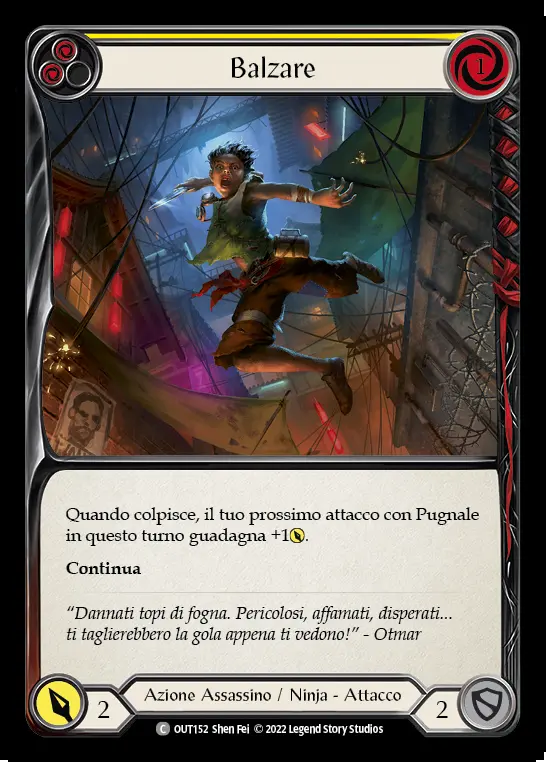 Balzare
1
Quando colpisce, il tuo prossimo attacco con Pugnale
in questo turno guadagna +1.
Continua
“Dannati topi di fogna. Pericolosi, affamati, disperati...
ti taglierebbero la gola appena ti vedono!” - Otmar
2
Azione Assassino / Ninja - Attacco
2
C OUT152 Shen Fei © 2022 Legend Story Studios